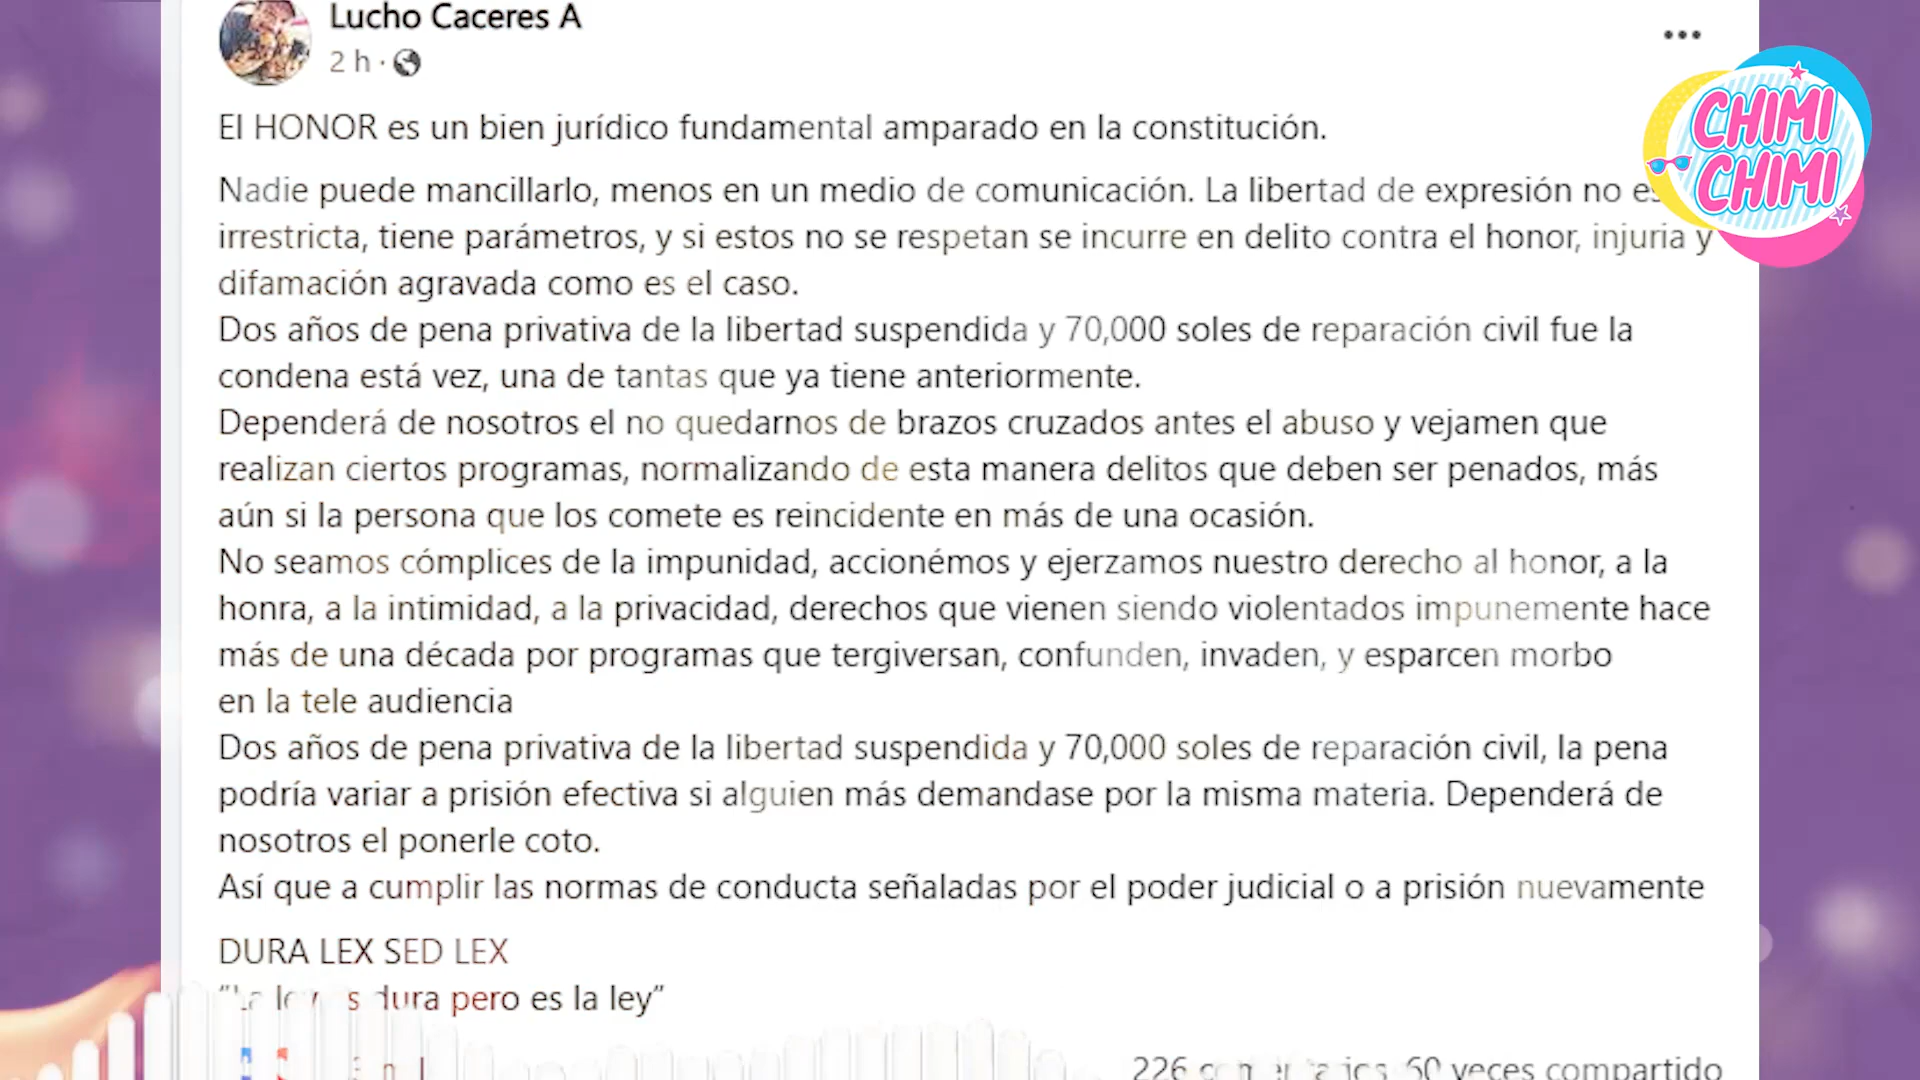 Lucho Caceres A
2 h ·
El HONOR es un bien jurídico fundamental amparado en la constitución.
Nadie puede mancillarlo, menos en un medio de comunicación. La libertad de expresión no es
irrestricta, tiene parámetros, y si estos no se respetan se incurre en delito contra el honor, injuria y
difamación agravada como es el caso.
Dos años de pena privativa de la libertad suspendida y 70,000 soles de reparación civil fue la
condena está vez, una de tantas que ya tiene anteriormente.
Dependerá de nosotros el no quedarnos de brazos cruzados antes el abuso y vejamen que
realizan ciertos programas, normalizando de esta manera delitos que deben ser penados, más
aún si la persona que los comete es reincidente en más de una ocasión.
No seamos cómplices de la impunidad, accionémos y ejerzamos nuestro derecho al honor, a la
honra, a la intimidad, a la privacidad, derechos que vienen siendo violentados impunemente hace
más de una década por programas que tergiversan, confunden, invaden, y esparcen morbo
en la tele audiencia
Dos años de pena privativa de la libertad suspendida y 70,000 soles de reparación civil, la pena
podría variar a prisión efectiva si alguien más demandase por la misma materia. Dependerá de
nosotros el ponerle coto.
Así que a cumplir las normas de conducta señaladas por el poder judicial o a prisión nuevamente
DURA LEX SED LEX
“La ley es dura pero es la ley”
226 comentarios 60 veces compartido
CHIMI
CHIMI